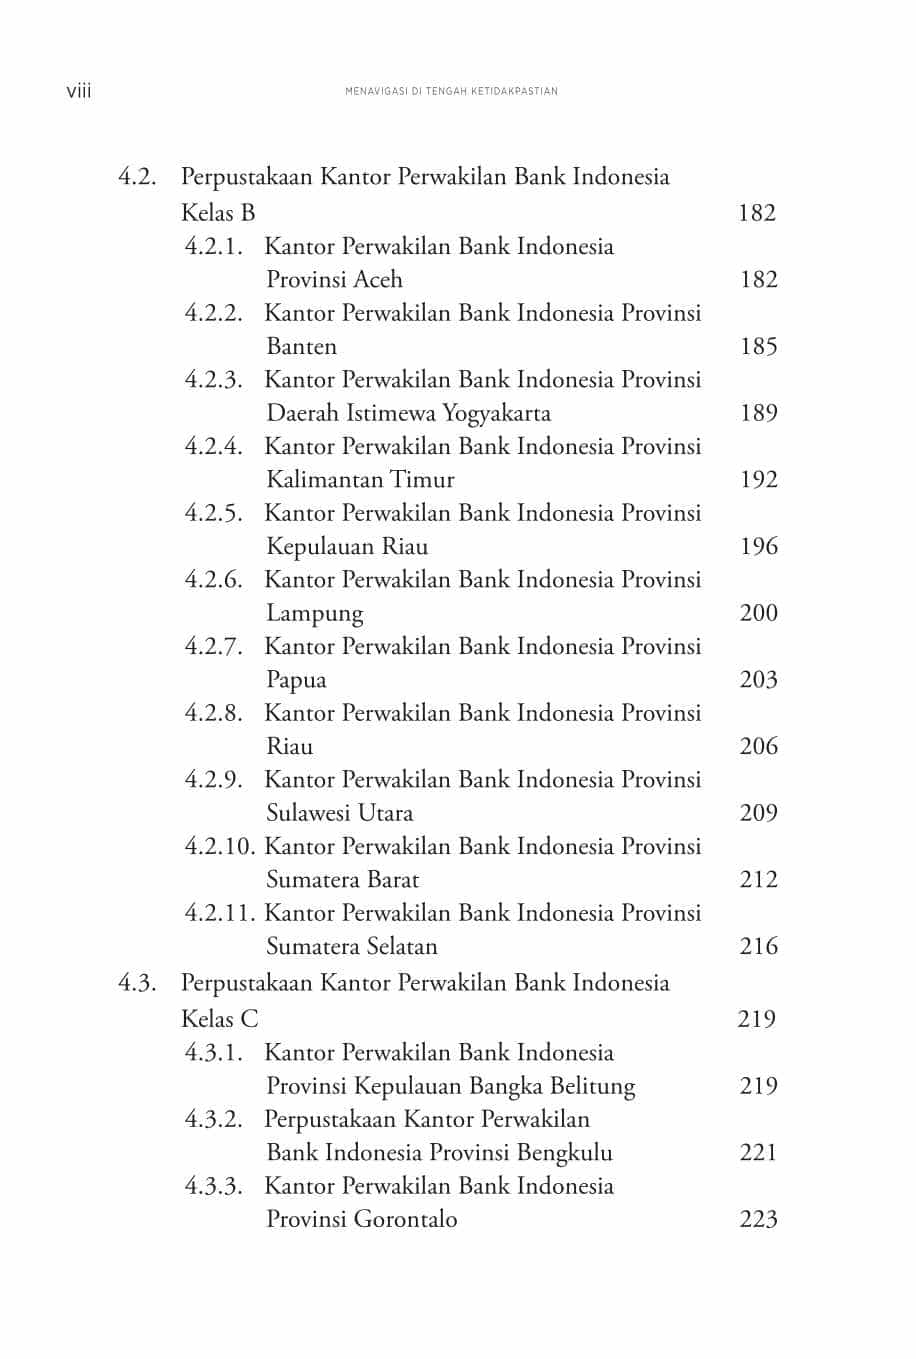 viii
MENAVIGASI DI TENGAH KETIDAKPASTIAN
4.2. Perpustakaan Kantor Perwakilan Bank Indonesia
Kelas B 182
4.2.1. Kantor Perwakilan Bank Indonesia
Provinsi Aceh 182
4.2.2. Kantor Perwakilan Bank Indonesia Provinsi
Banten 185
4.2.3. Kantor Perwakilan Bank Indonesia Provinsi
Daerah Istimewa Yogyakarta 189
4.2.4. Kantor Perwakilan Bank Indonesia Provinsi
Kalimantan Timur 192
4.2.5. Kantor Perwakilan Bank Indonesia Provinsi
Kepulauan Riau 196
4.2.6. Kantor Perwakilan Bank Indonesia Provinsi
Lampung 200
4.2.7. Kantor Perwakilan Bank Indonesia Provinsi
Papua 203
4.2.8. Kantor Perwakilan Bank Indonesia Provinsi
Riau 206
4.2.9. Kantor Perwakilan Bank Indonesia Provinsi
Sulawesi Utara 209
4.2.10. Kantor Perwakilan Bank Indonesia Provinsi
Sumatera Barat 212
4.2.11. Kantor Perwakilan Bank Indonesia Provinsi
Sumatera Selatan 216
4.3. Perpustakaan Kantor Perwakilan Bank Indonesia
Kelas C 219
4.3.1. Kantor Perwakilan Bank Indonesia
Provinsi Kepulauan Bangka Belitung 219
4.3.2. Perpustakaan Kantor Perwakilan
Bank Indonesia Provinsi Bengkulu 221
4.3.3. Kantor Perwakilan Bank Indonesia
Provinsi Gorontalo 223